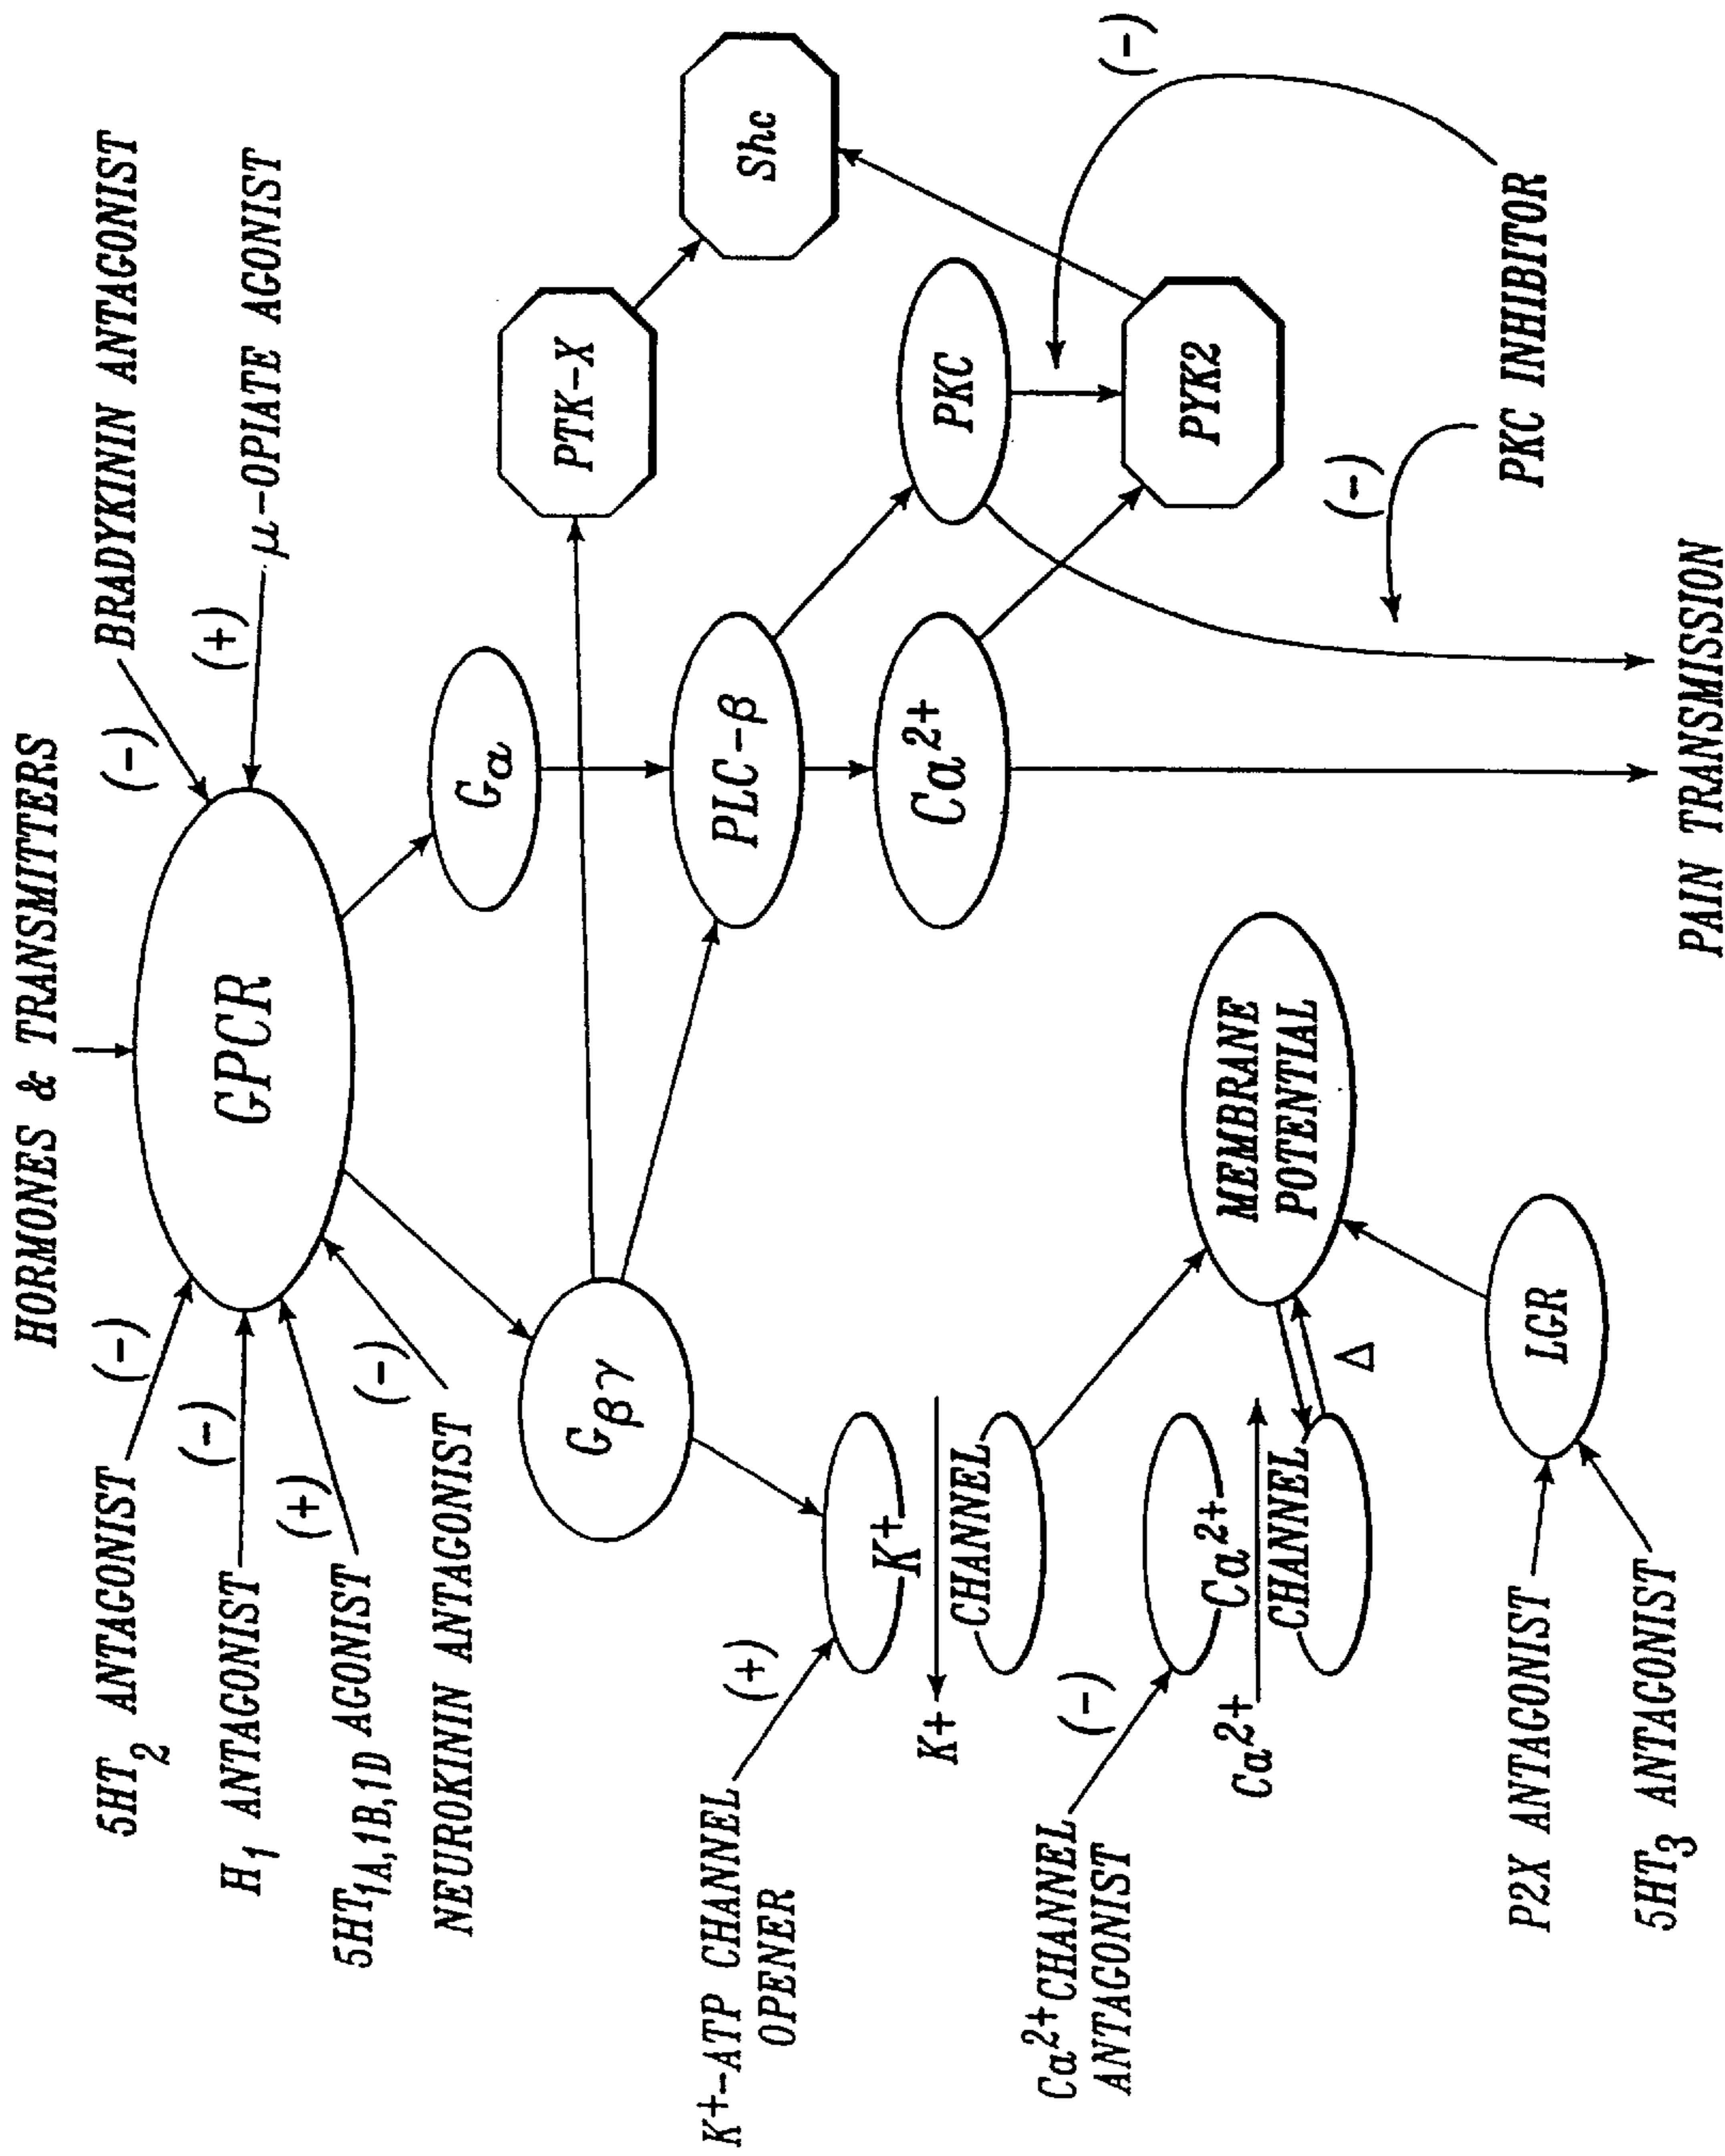 HORMONES & TRANSMITTERS
5HT2 ANTAGONIST
(-)
(-)
BRADYKININ ANTAGONIST
H1 ANTAGONIST
(-)
GPCR
(+)
μ-OPIATE AGONIST
5HT1A,1B,1D AGONIST
(+)
NEUROKININ ANTAGONIST
(-)
Gα
Gβγ
PTK-X
Shc
K+-ATP CHANNEL
OPENER
(+)
PLC-β
K+
K+
CHANNEL
Ca2+
PKC
(-)
Ca2+CHANNEL
ANTAGONIST
(-)
Ca2+
Ca2+
CHANNEL
MEMBRANE
POTENTIAL
Δ
PYK2
(-)
P2X ANTAGONIST
LGR
PKC INHIBITOR
5HT3 ANTAGONIST
PAIN TRANSMISSION